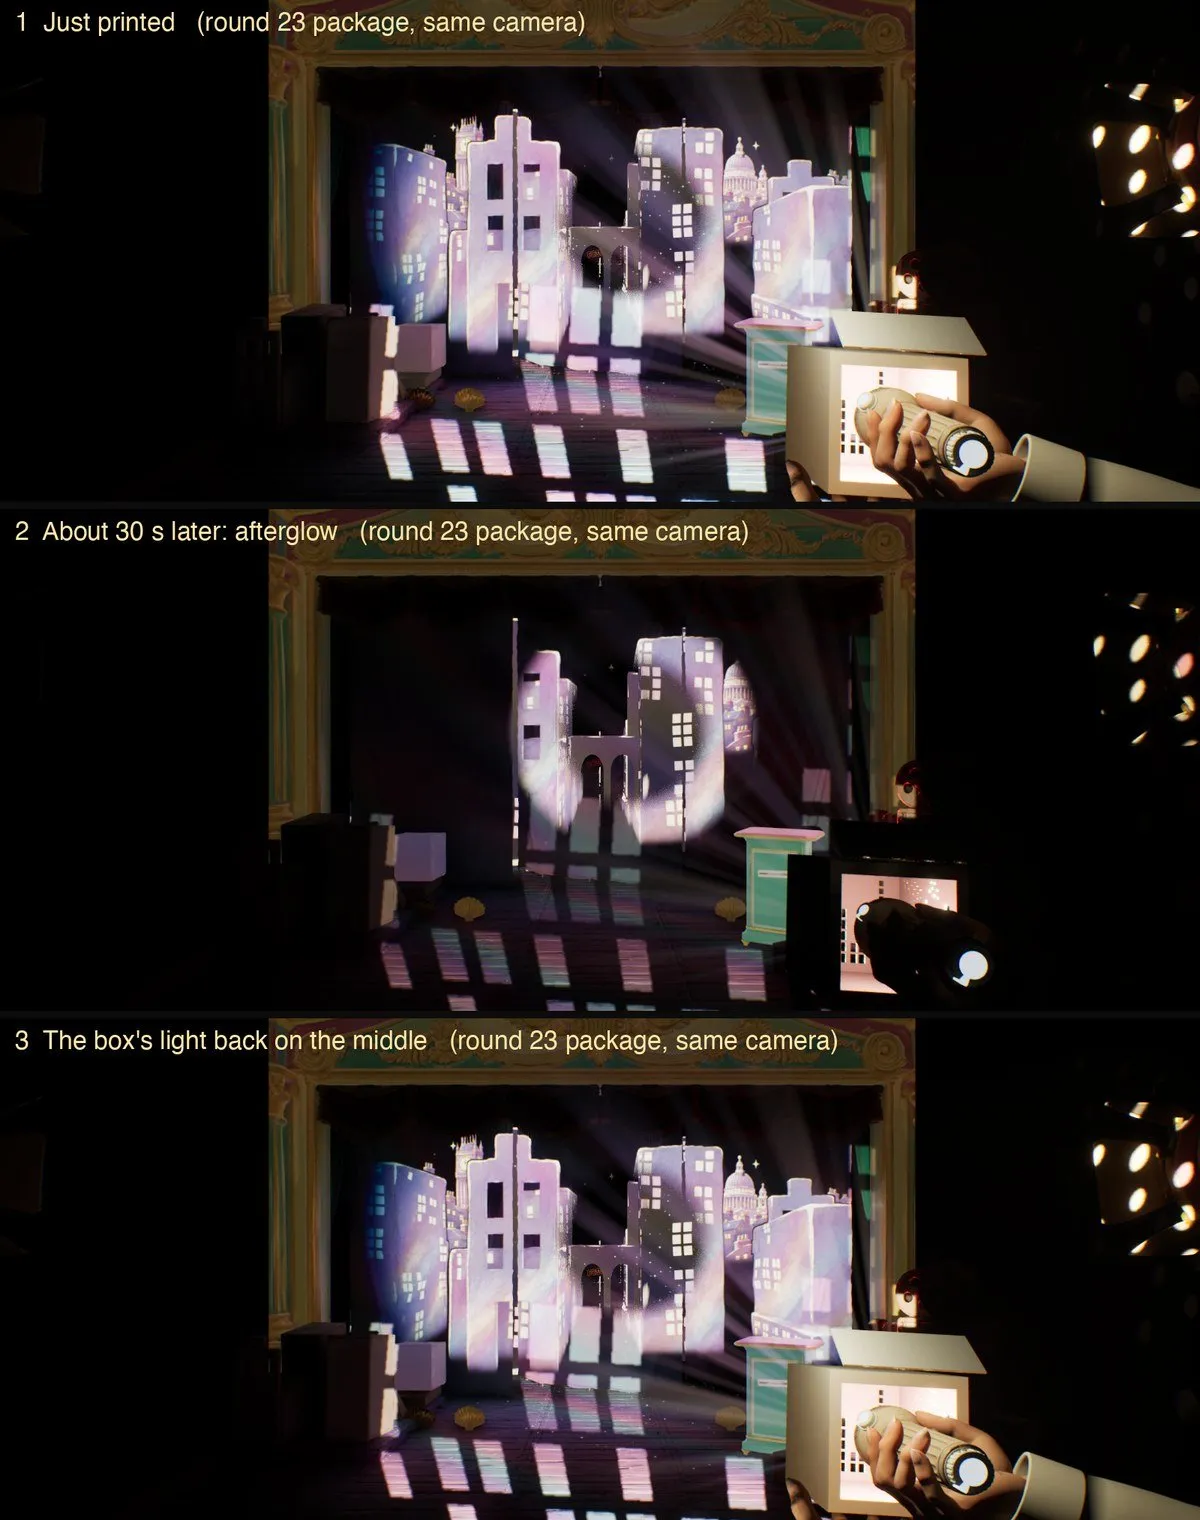 1 Just printed (round 23 package, same camera)
2 About 30 s later: afterglow (round 23 package, same camera)
3 The box's light back on the middle (round 23 package, same camera)